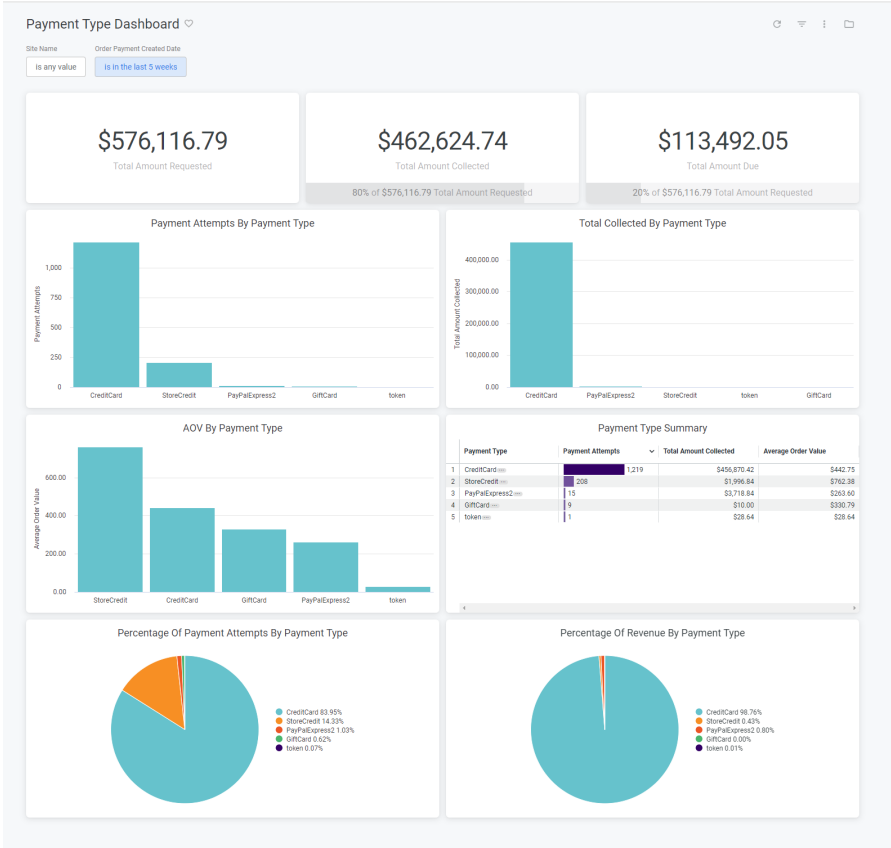 Payment Type Dashboard
Site Name
Order Payment Created Date
is any value
is in the last 5 weeks
$576,116.79
Total Amount Requested
$462,624.74
Total Amount Collected
80% of $576,116.79 Total Amount Requested
$113,492.05
Total Amount Due
20% of $576,116.79 Total Amount Requested
Payment Attempts By Payment Type
Payment Attempts
1,000
750
500
250
0
CreditCard StoreCredit PayPalExpress2 GiftCard token
Total Collected By Payment Type
Total Amount Collected
400,000.00
300,000.00
200,000.00
100,000.00
0.00
CreditCard PayPalExpress2 StoreCredit token GiftCard
AOV By Payment Type
Average Order Value
600.00
400.00
200.00
0.00
StoreCredit CreditCard GiftCard PayPalExpress2 token
Payment Type Summary
Payment Type Payment Attempts Total Amount Collected Average Order Value
1 CreditCard 1,219 $456,870.42 $442.75
2 StoreCredit 208 $1,996.84 $762.38
3 PayPalExpress2 15 $3,718.84 $263.60
4 GiftCard 9 $10.00 $330.79
5 token 1 $28.64 $28.64
Percentage Of Payment Attempts By Payment Type
CreditCard 83.95%
StoreCredit 14.33%
PayPalExpress2 1.03%
GiftCard 0.62%
token 0.07%
Percentage Of Revenue By Payment Type
CreditCard 98.76%
StoreCredit 0.43%
PayPalExpress2 0.80%
GiftCard 0.00%
token 0.01%